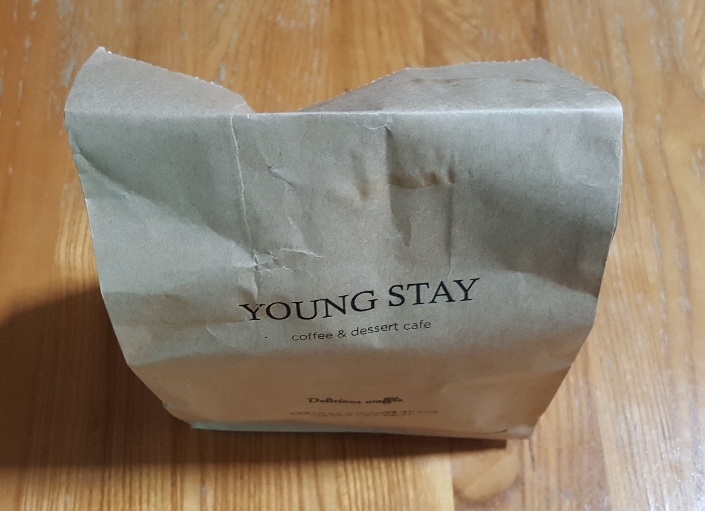 YOUNG STAY
coffee & dessert cafe
Delicious waffle